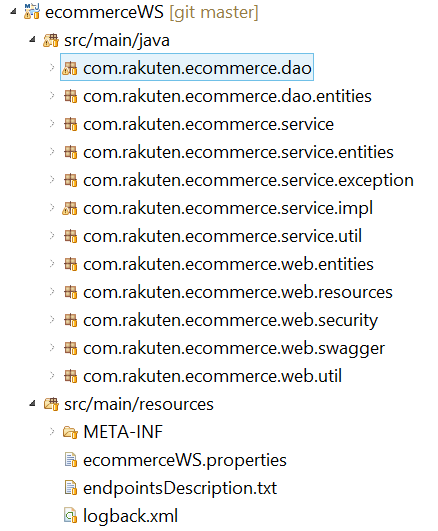 ecommerceWS [git master]
src/main/java
com.rakuten.ecommerce.dao
com.rakuten.ecommerce.dao.entities
com.rakuten.ecommerce.service
com.rakuten.ecommerce.service.entities
com.rakuten.ecommerce.service.exception
com.rakuten.ecommerce.service.impl
com.rakuten.ecommerce.service.util
com.rakuten.ecommerce.web.entities
com.rakuten.ecommerce.web.resources
com.rakuten.ecommerce.web.security
com.rakuten.ecommerce.web.swagger
com.rakuten.ecommerce.web.util
src/main/resources
META-INF
ecommerceWS.properties
endpointsDescription.txt
logback.xml